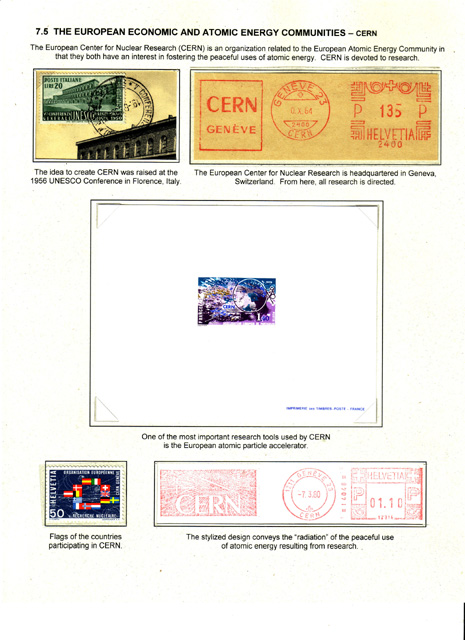 7.5 THE EUROPEAN ECONOMIC AND ATOMIC ENERGY COMMUNITIES – CERN
The European Center for Nuclear Research (CERN) is an organization related to the European Atomic Energy Community in
that they both have an interest in fostering the peaceful uses of atomic energy. CERN is devoted to research.
POSTE ITALIANE
LIRE 20
UNESCO
CERN
GENÈVE
GENÈVE 23
X.64
2400
CERN
P 135 P
HELVETIA
2400
The idea to create CERN was raised at the
1956 UNESCO Conference in Florence, Italy.
The European Center for Nuclear Research is headquartered in Geneva,
Switzerland. From here, all research is directed.
CERN
1,60
IMPRIMERIE DES TIMBRES-POSTE - FRANCE
One of the most important research tools used by CERN
is the European atomic particle accelerator.
HELVETIA
ORGANISATION EUROPÉENNE
50
RECHERCHE NUCLÉAIRE
CERN
1211 GENÈVE 23
CERN
HELVETIA
P 01.10 P
Flags of the countries
participating in CERN.
The stylized design conveys the "radiation" of the peaceful use
of atomic energy resulting from research.